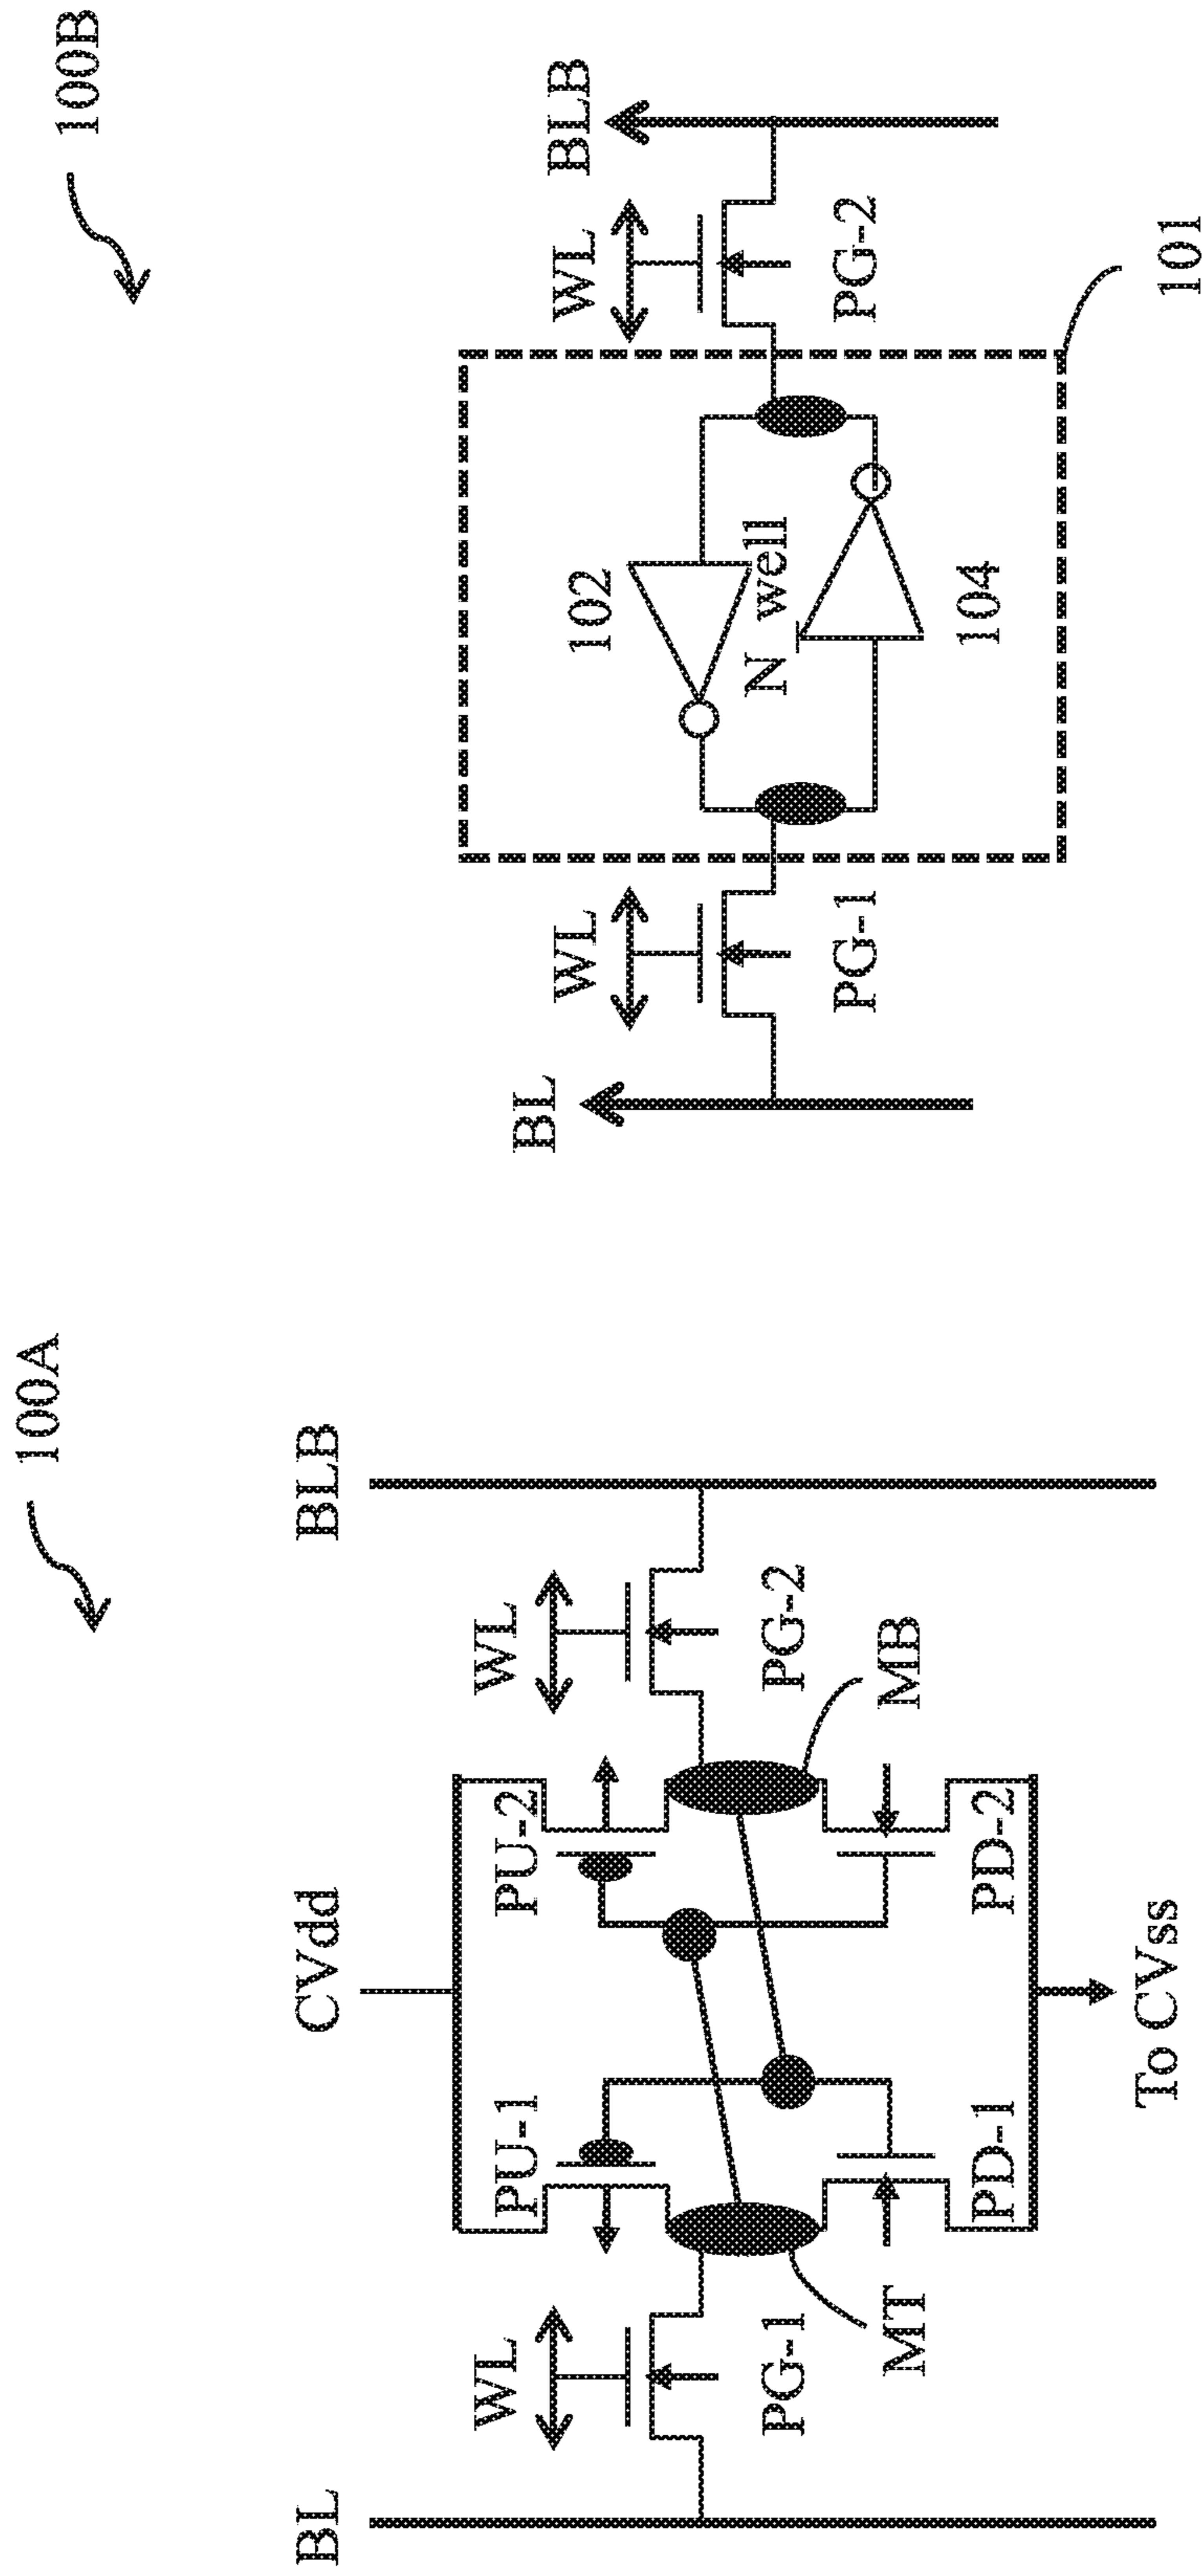 100A
BL
CVdd
BLB
WL
PU-1
PU-2
WL
PG-1
PG-2
MT
MB
PD-1
PD-2
To CVss
100B
BL
WL
102
WL
BLB
N_well
PG-1
PG-2
104
101